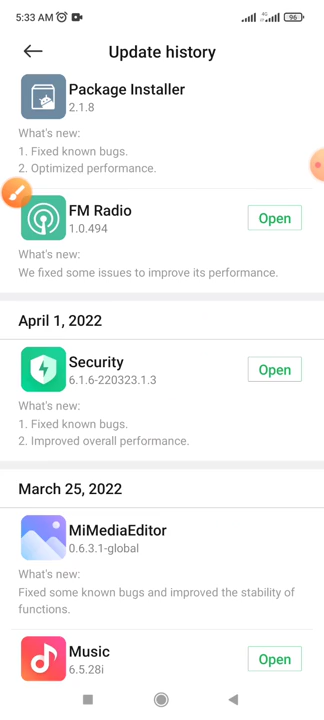 5:33 AM
4G
96
Update history
Package Installer
2.1.8
What's new:
1. Fixed known bugs.
2. Optimized performance.
FM Radio
1.0.494
Open
What's new:
We fixed some issues to improve its performance.
April 1, 2022
Security
6.1.6-220323.1.3
Open
What's new:
1. Fixed known bugs.
2. Improved overall performance.
March 25, 2022
MiMediaEditor
0.6.3.1-global
What's new:
Fixed some known bugs and improved the stability of
functions.
Music
6.5.28i
Open